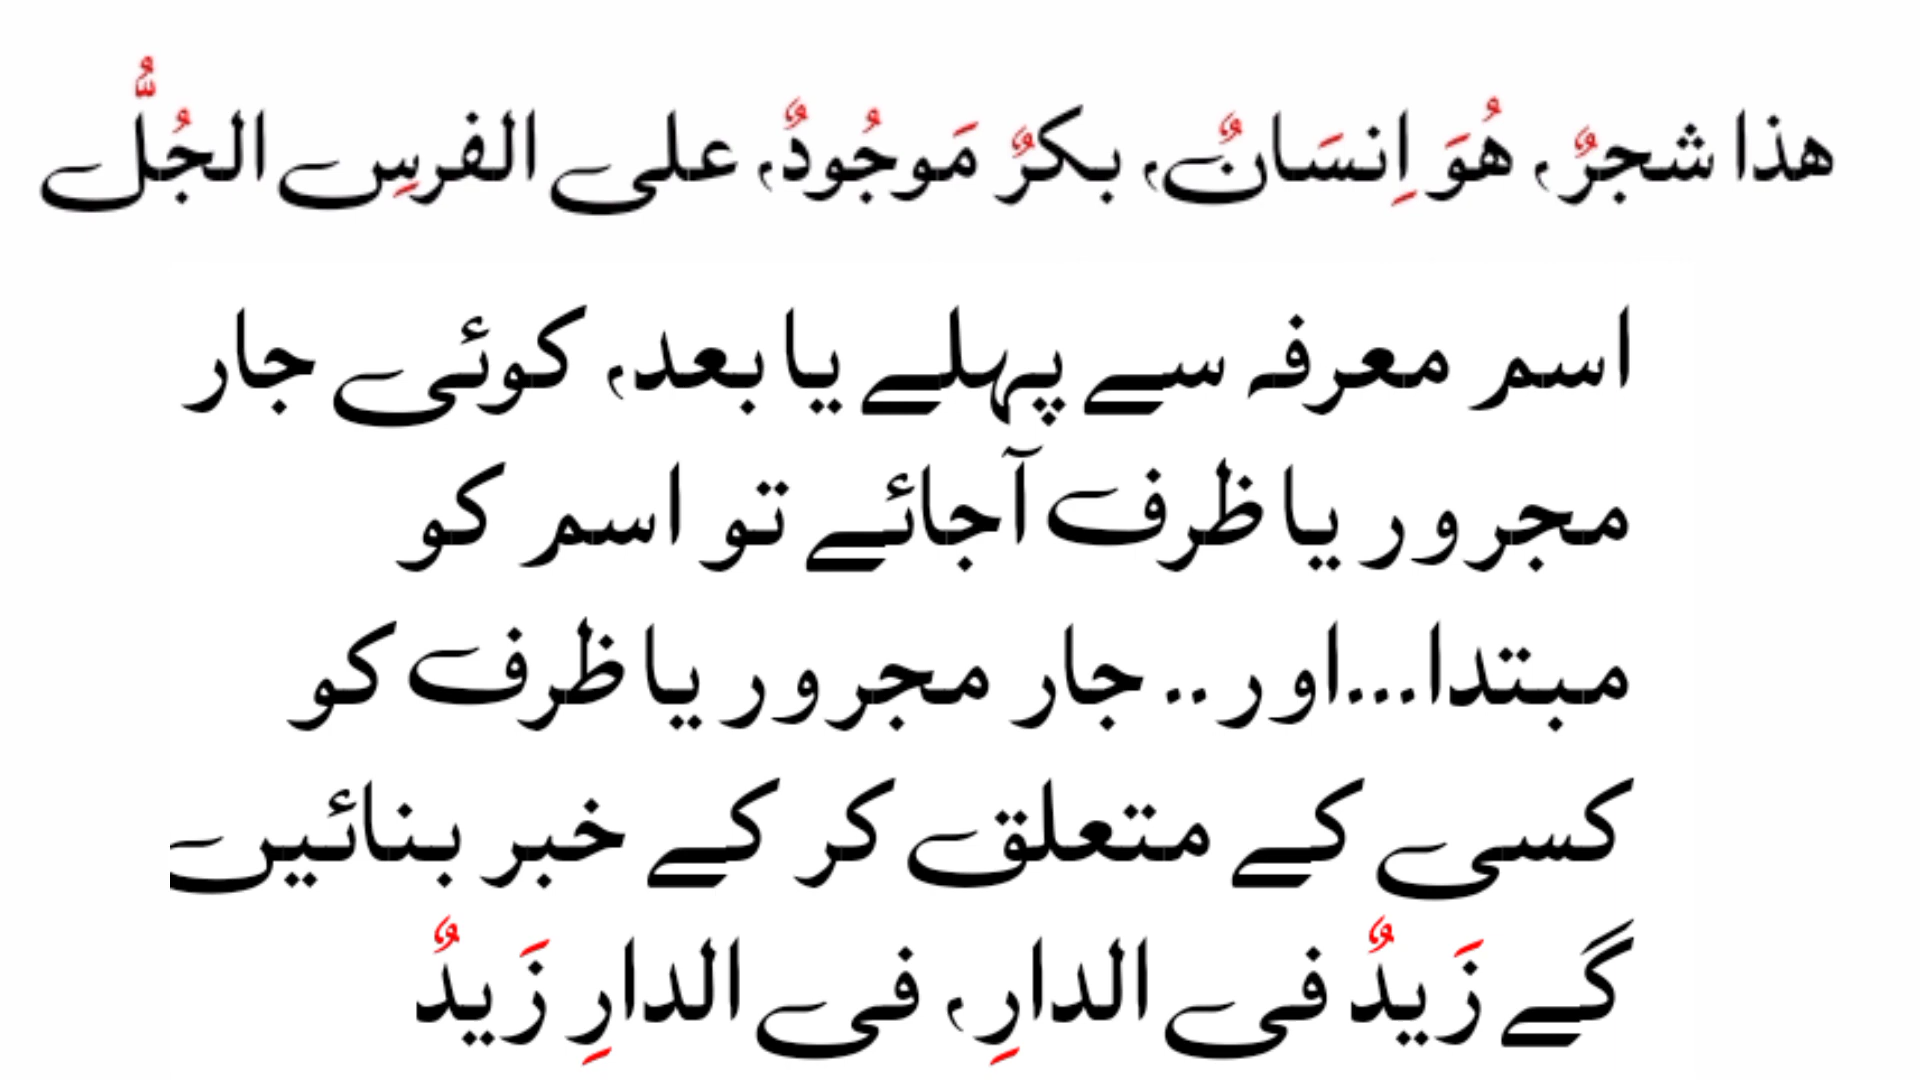 هذا شجرٌ، هُوَ اِنسَانٌ، بكرٌ مَوجُودٌ، على الفرسِ الجُلُّ
اسم معرفہ سے پہلے یا بعد، کوئی جار
مجرور یا ظرف آجائے تو اسم کو
مبتدا...اور.. جار مجرور یا ظرف کو
کسی کے متعلق کر کے خبر بنائیں
گے زَیدٌ فی الدارِ، فی الدارِ زَیدٌ